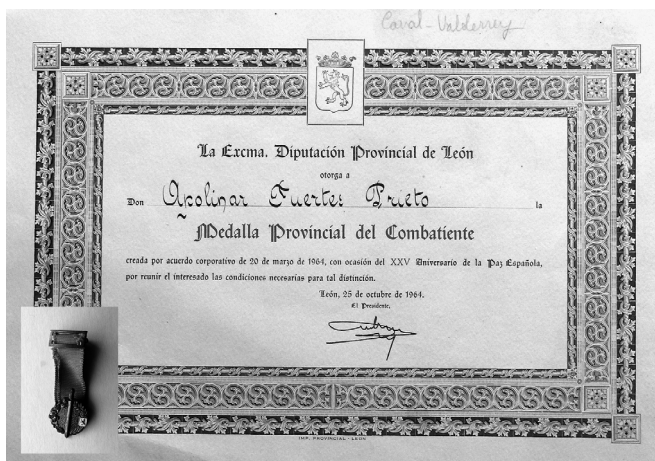 Caval-Valderrey
La Excma. Diputación Provincial de León
otorga a
Don Apolinar Fuertes Prieto la
Medalla Provincial del Combatiente
creada por acuerdo corporativo de 20 de marzo de 1964, con ocasión del XXV Aniversario de la Paz Española,
por reunir el interesado las condiciones necesarias para tal distinción.
León, 25 de octubre de 1964.
El Presidente,
IMP. PROVINCIAL - LEON